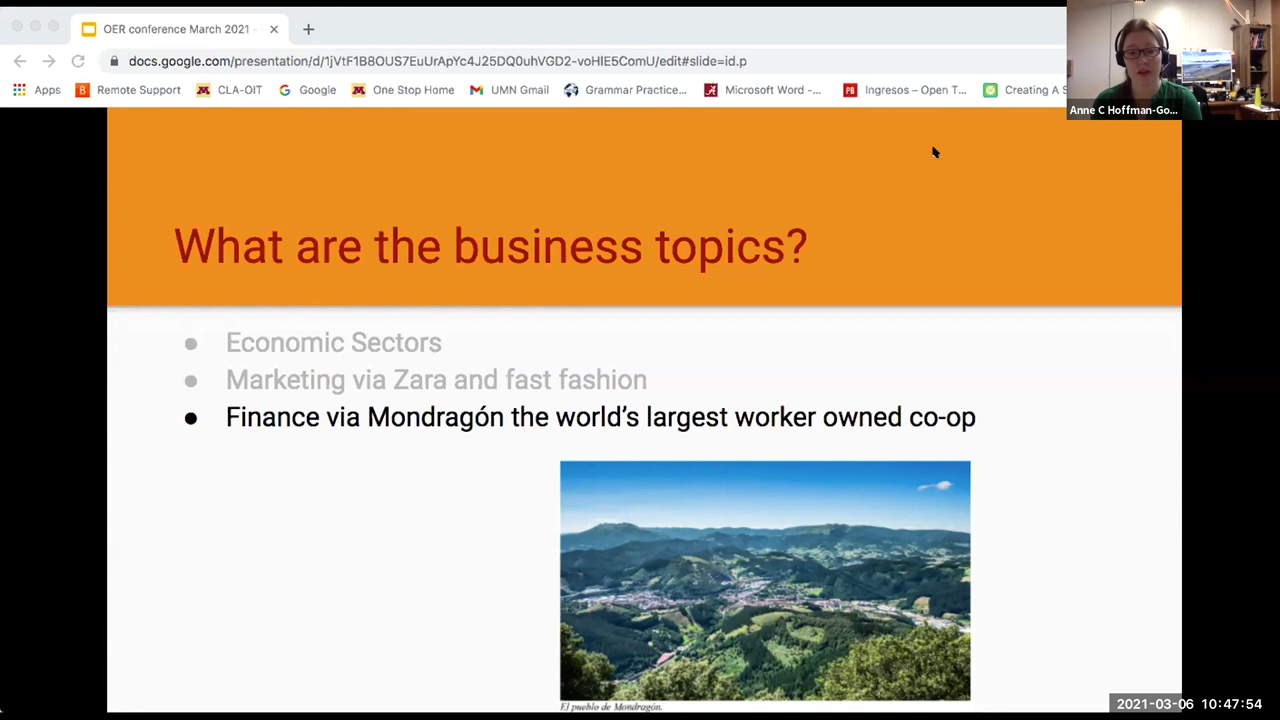 OER conference March 2021 -
docs.google.com/presentation/d/1jVtF1B8OUS7EuUrApYc4J25DQ0uhVGD2-voHIE5ComU/edit#slide=id.p
Apps Remote Support CLA-OIT Google One Stop Home UMN Gmail Grammar Practice... Microsoft Word -... Ingresos – Open T... Creating A S
Anne C Hoffman-Go...
What are the business topics?
Economic Sectors
Marketing via Zara and fast fashion
Finance via Mondragón the world's largest worker owned co-op
El pueblo de Mondragón.
2021-03-06 10:47:54